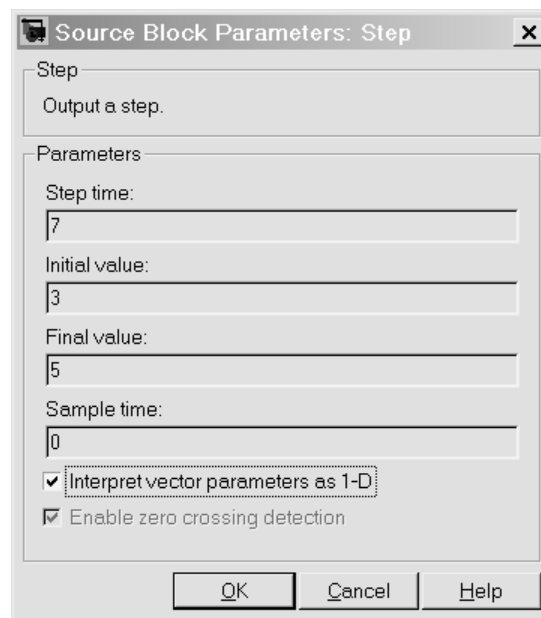 Source Block Parameters: Step
Step
Output a step.
Parameters
Step time:
7
Initial value:
3
Final value:
5
Sample time:
0
Interpret vector parameters as 1-D
Enable zero crossing detection
OK Cancel Help